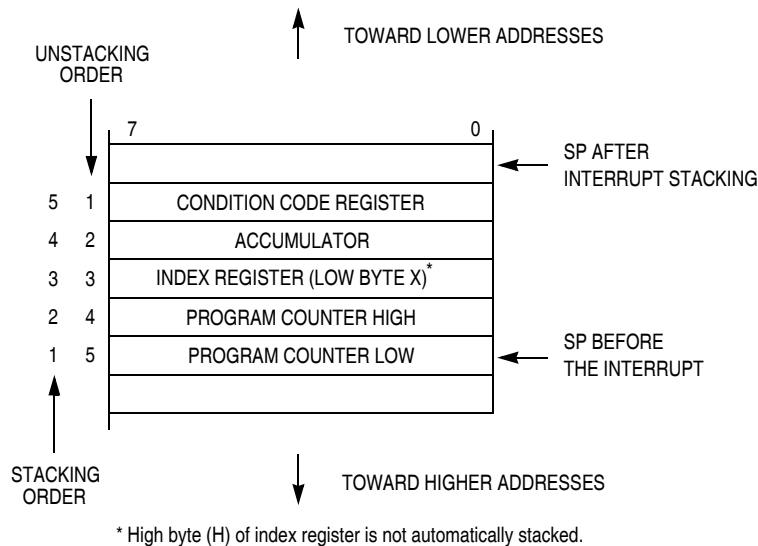 TOWARD LOWER ADDRESSES
UNSTACKING
ORDER
7 0
SP AFTER
INTERRUPT STACKING
5 1 CONDITION CODE REGISTER
4 2 ACCUMULATOR
3 3 INDEX REGISTER (LOW BYTE X)*
2 4 PROGRAM COUNTER HIGH
1 5 PROGRAM COUNTER LOW
SP BEFORE
THE INTERRUPT
STACKING
ORDER
TOWARD HIGHER ADDRESSES
* High byte (H) of index register is not automatically stacked.